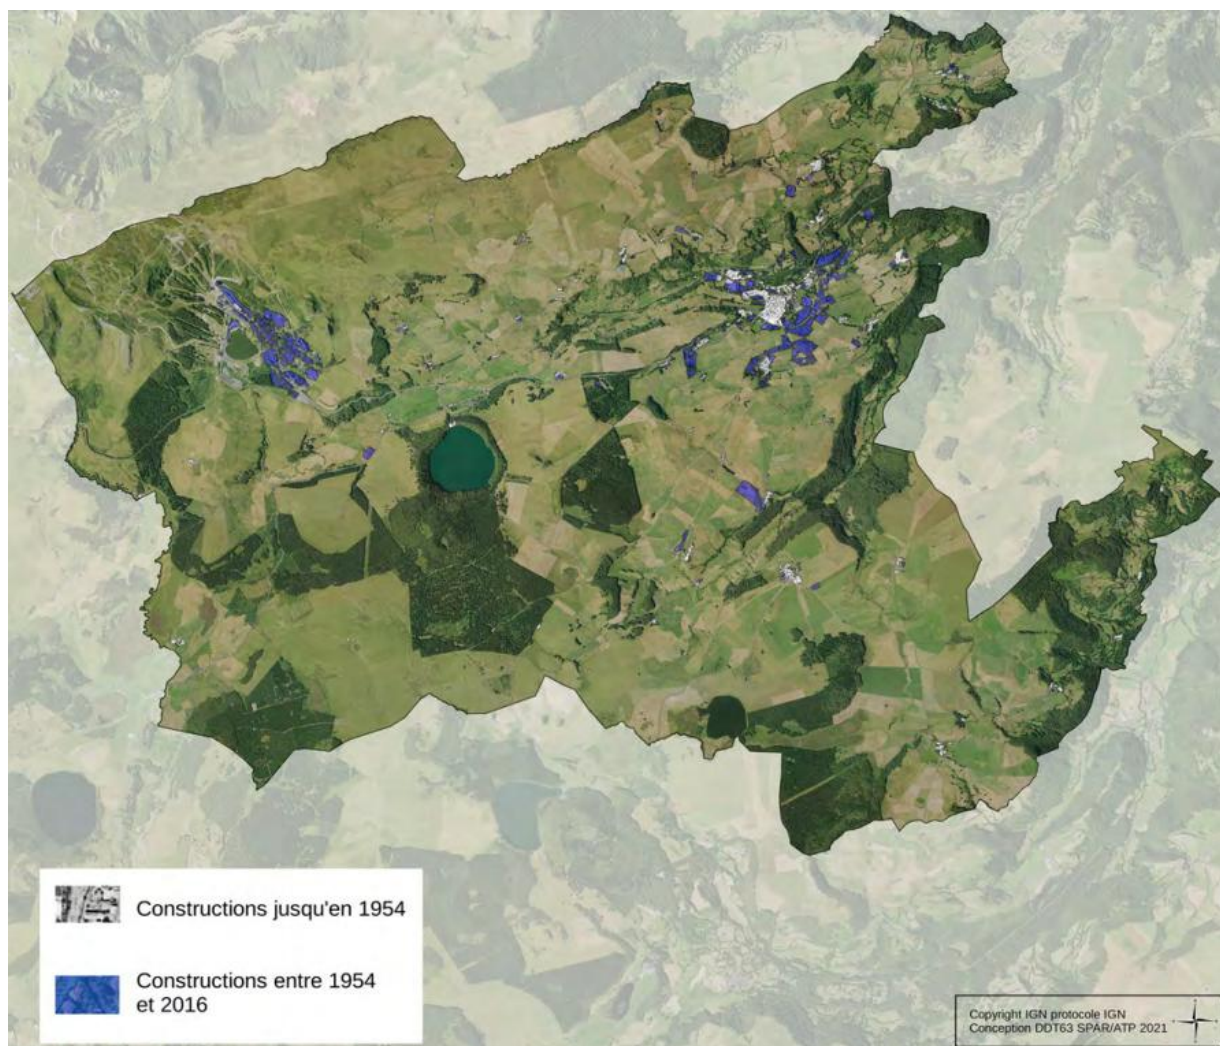 Constructions jusqu'en 1954
Constructions entre 1954
et 2016
Copyright IGN protocole IGN
Conception DDT63 SPAR/ATP 2021